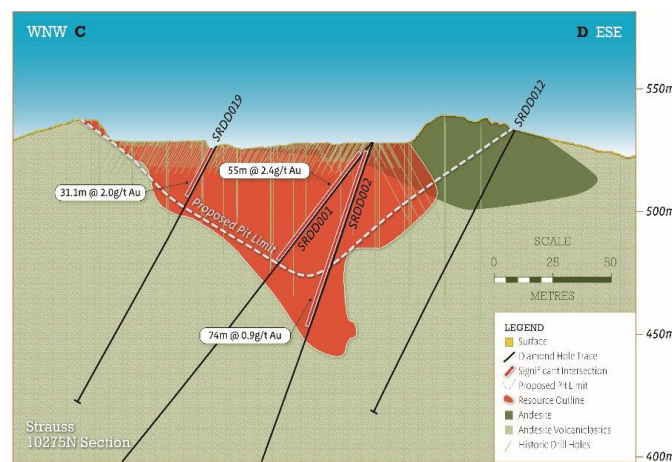 WNW C
D ESE
SRDD019
SRDD012
550m
55m @ 2.4g/t Au
31.1m @ 2.0g/t Au
SRDD001
SRDD002
Proposed Pit Limit
500m
SCALE
0 25 50
METRES
74m @ 0.9g/t Au
450m
LEGEND
Surface
Diamond Hole Trace
Significant Intersection
Proposed Pit Limit
Resource Outline
Andesite
Andesite Volcaniclastics
Historic Drill Holes
Strauss
10275N Section
400m